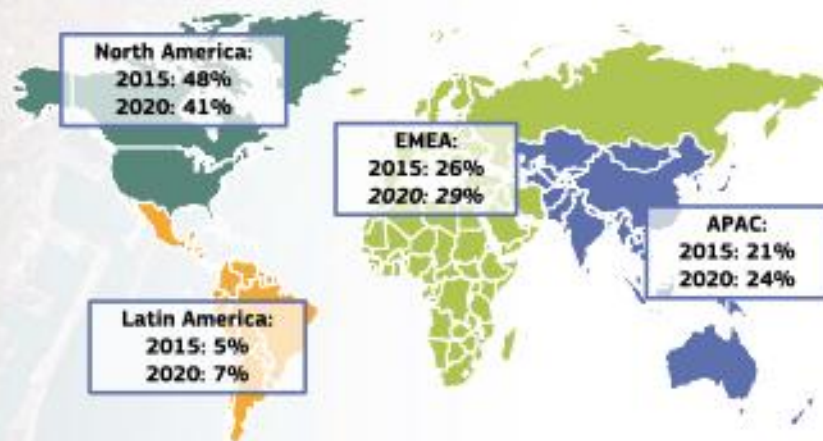 North America:
2015: 48%
2020: 41%
EMEA:
2015: 26%
2020: 29%
APAC:
2015: 21%
2020: 24%
Latin America:
2015: 5%
2020: 7%